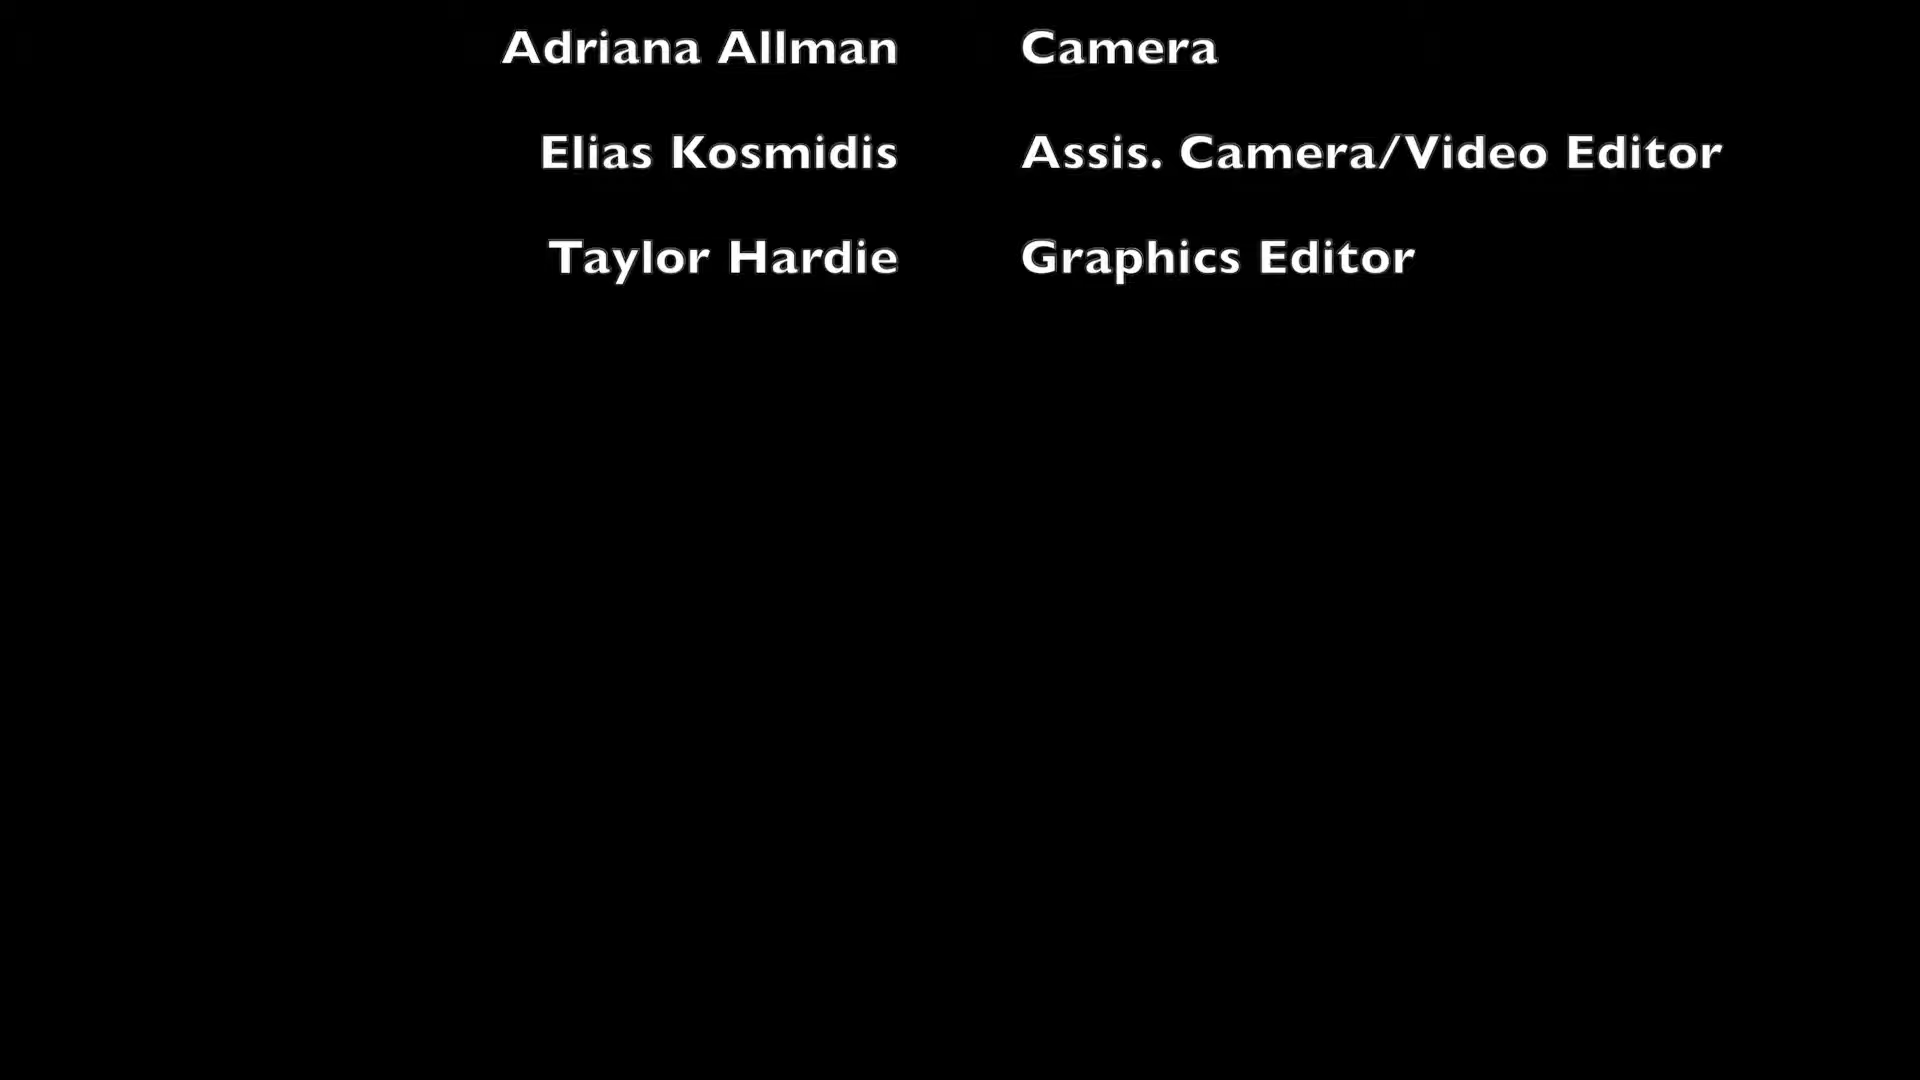 Adriana Allman Camera
Elias Kosmidis Assis. Camera/Video Editor
Taylor Hardie Graphics Editor